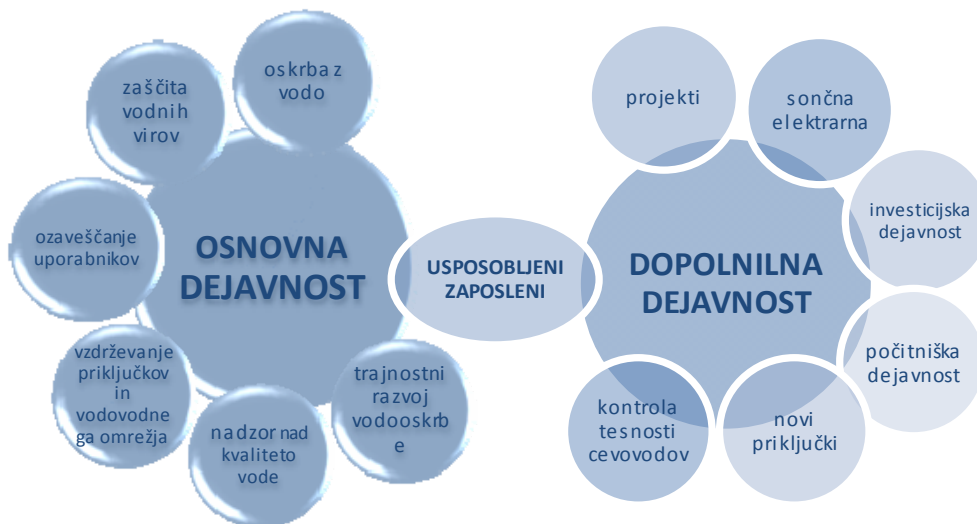 oskrba z
vodo
zaščita
vodnih
virov
ozaveščanje
uporabnikov
OSNOVNA
DEJAVNOST
vzdrževanje
priključkov
in
vodovodne
ga omrežja
nadzor nad
kvaliteto
vode
trajnostni
razvoj
vodooskrb
e
USPOSOBLJENI
ZAPOSLENI
projekti
sončna
elektrarna
investicijska
dejavnost
DOPOLNILNA
DEJAVNOST
počitniška
dejavnost
novi
priključki
kontrola
tesnosti
cevovodov